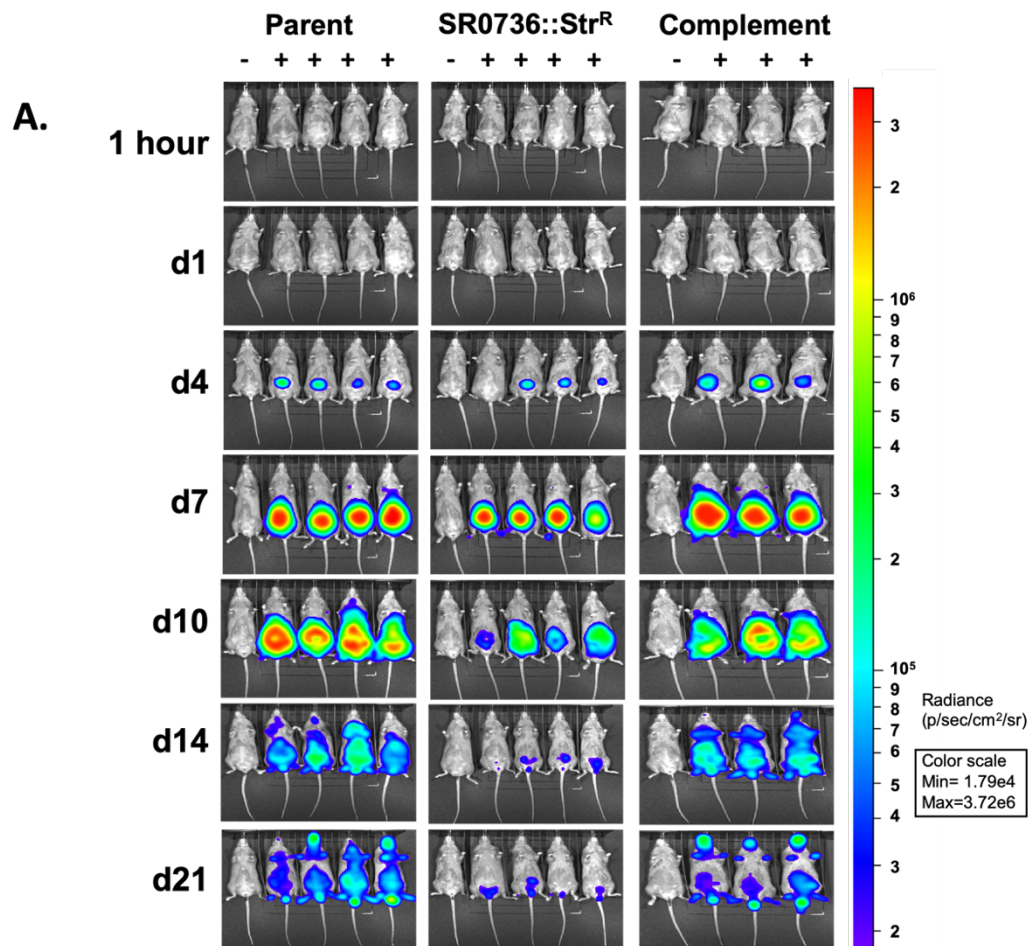 Parent SR0736::Strᴿ Complement
- + + + + - + + + + - + + +
A.
1 hour
d1
d4
d7
d10
d14
d21
3
2
10⁶
9
8
7
6
5
4
3
2
10⁵
9
8
7
6
5
4
3
2
Radiance
(p/sec/cm²/sr)
Color scale
Min= 1.79e4
Max=3.72e6